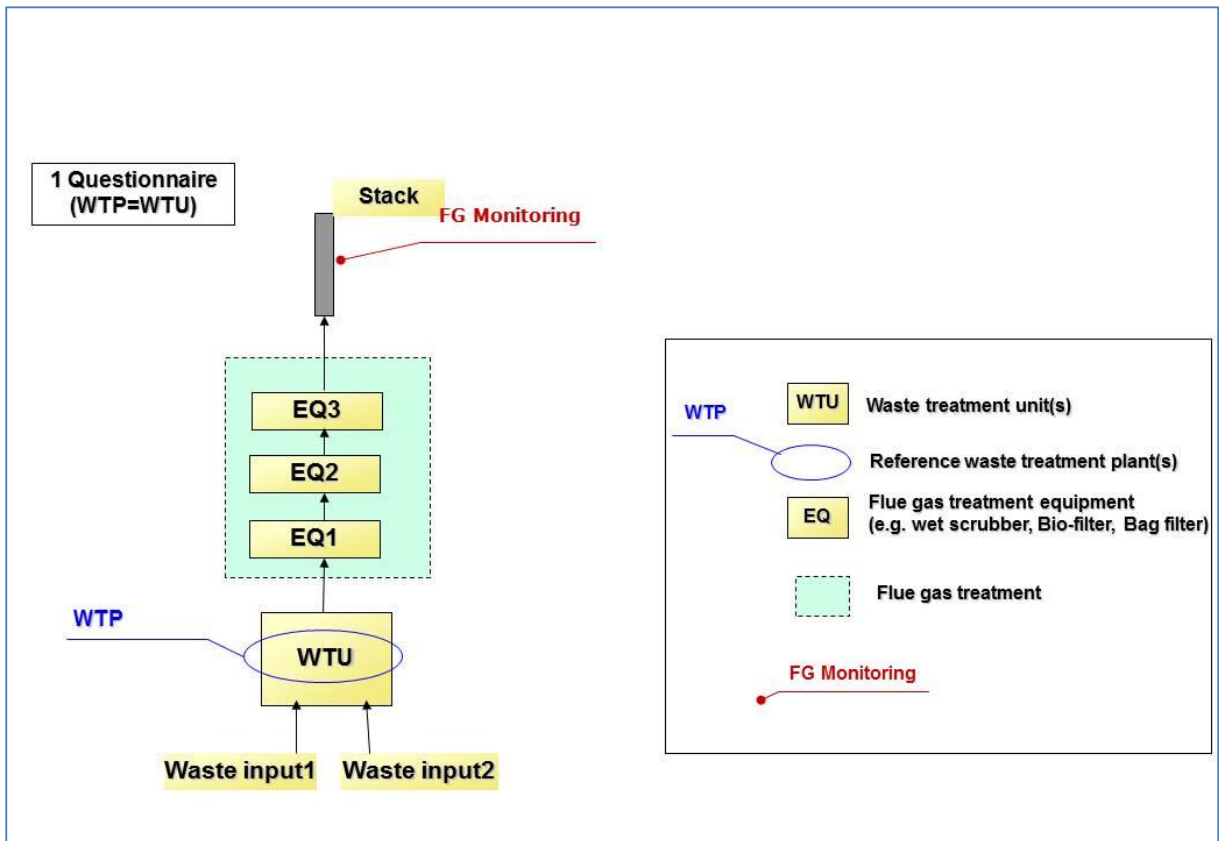 1 Questionnaire
(WTP=WTU)
Stack
FG Monitoring
EQ3
EQ2
EQ1
WTP
WTU
Waste input1
Waste input2
WTP
WTU
Waste treatment unit(s)
Reference waste treatment plant(s)
EQ
Flue gas treatment equipment
(e.g. wet scrubber, Bio-filter, Bag filter)
Flue gas treatment
FG Monitoring